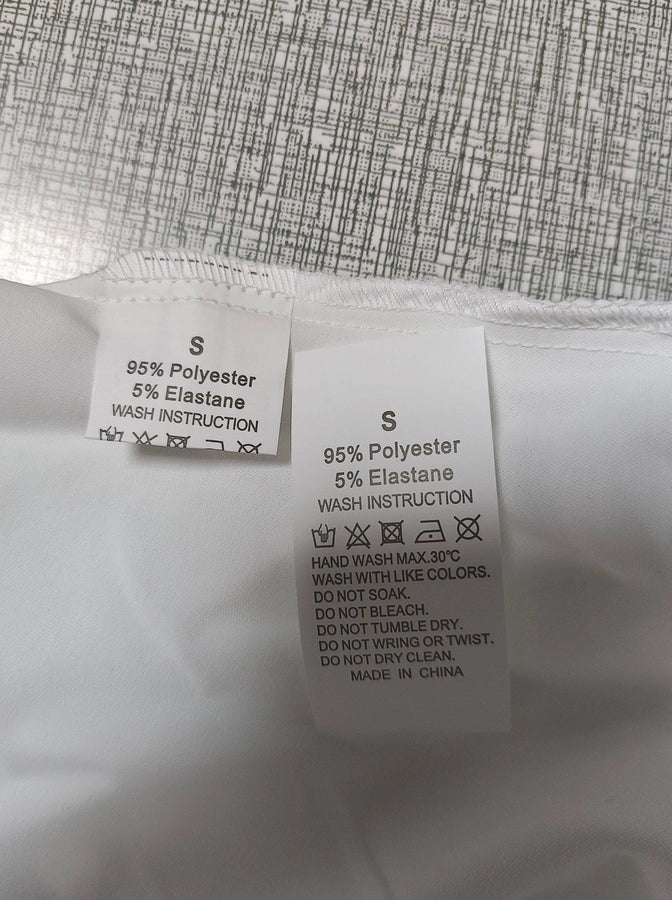 S
95% Polyester
5% Elastane
WASH INSTRUCTION
S
95% Polyester
5% Elastane
WASH INSTRUCTION
HAND WASH MAX.30℃
WASH WITH LIKE COLORS.
DO NOT SOAK.
DO NOT BLEACH.
DO NOT TUMBLE DRY.
DO NOT WRING OR TWIST.
DO NOT DRY CLEAN.
MADE IN CHINA